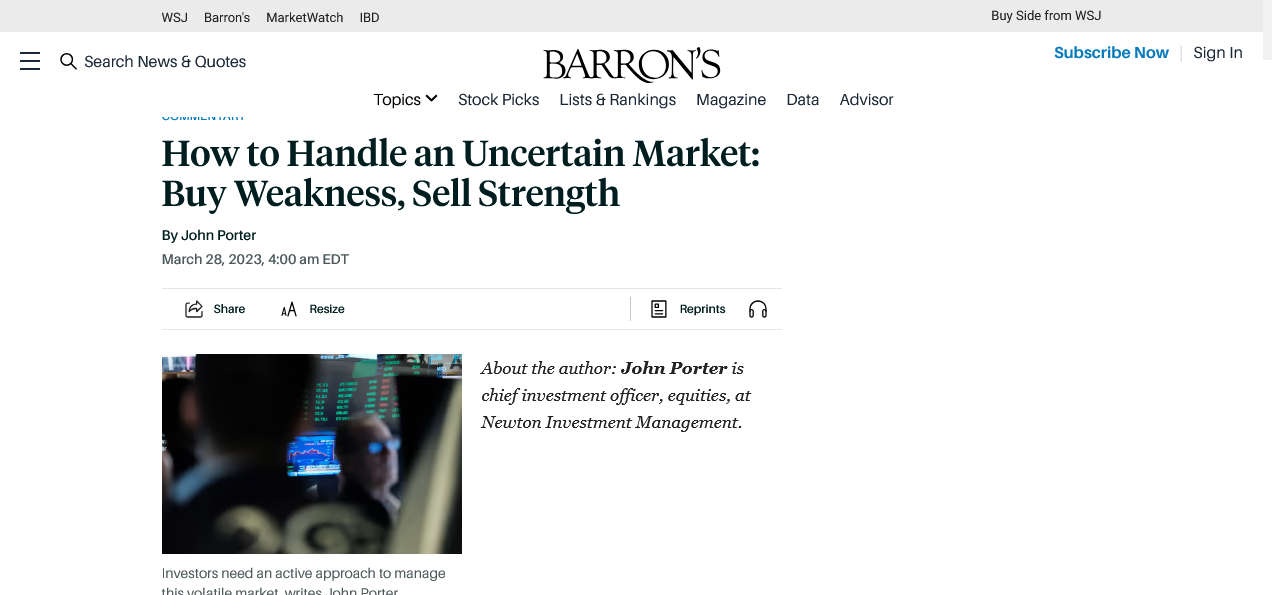 WSJ Barron's MarketWatch IBD Buy Side from WSJ
Search News & Quotes BARRON'S Subscribe Now | Sign In
Topics Stock Picks Lists & Rankings Magazine Data Advisor
COMMENTARY
How to Handle an Uncertain Market:
Buy Weakness, Sell Strength
By John Porter
March 28, 2023, 4:00 am EDT
Share Resize Reprints
About the author: John Porter is
chief investment officer, equities, at
Newton Investment Management.
Investors need an active approach to manage
this volatile market, writes John Porter.